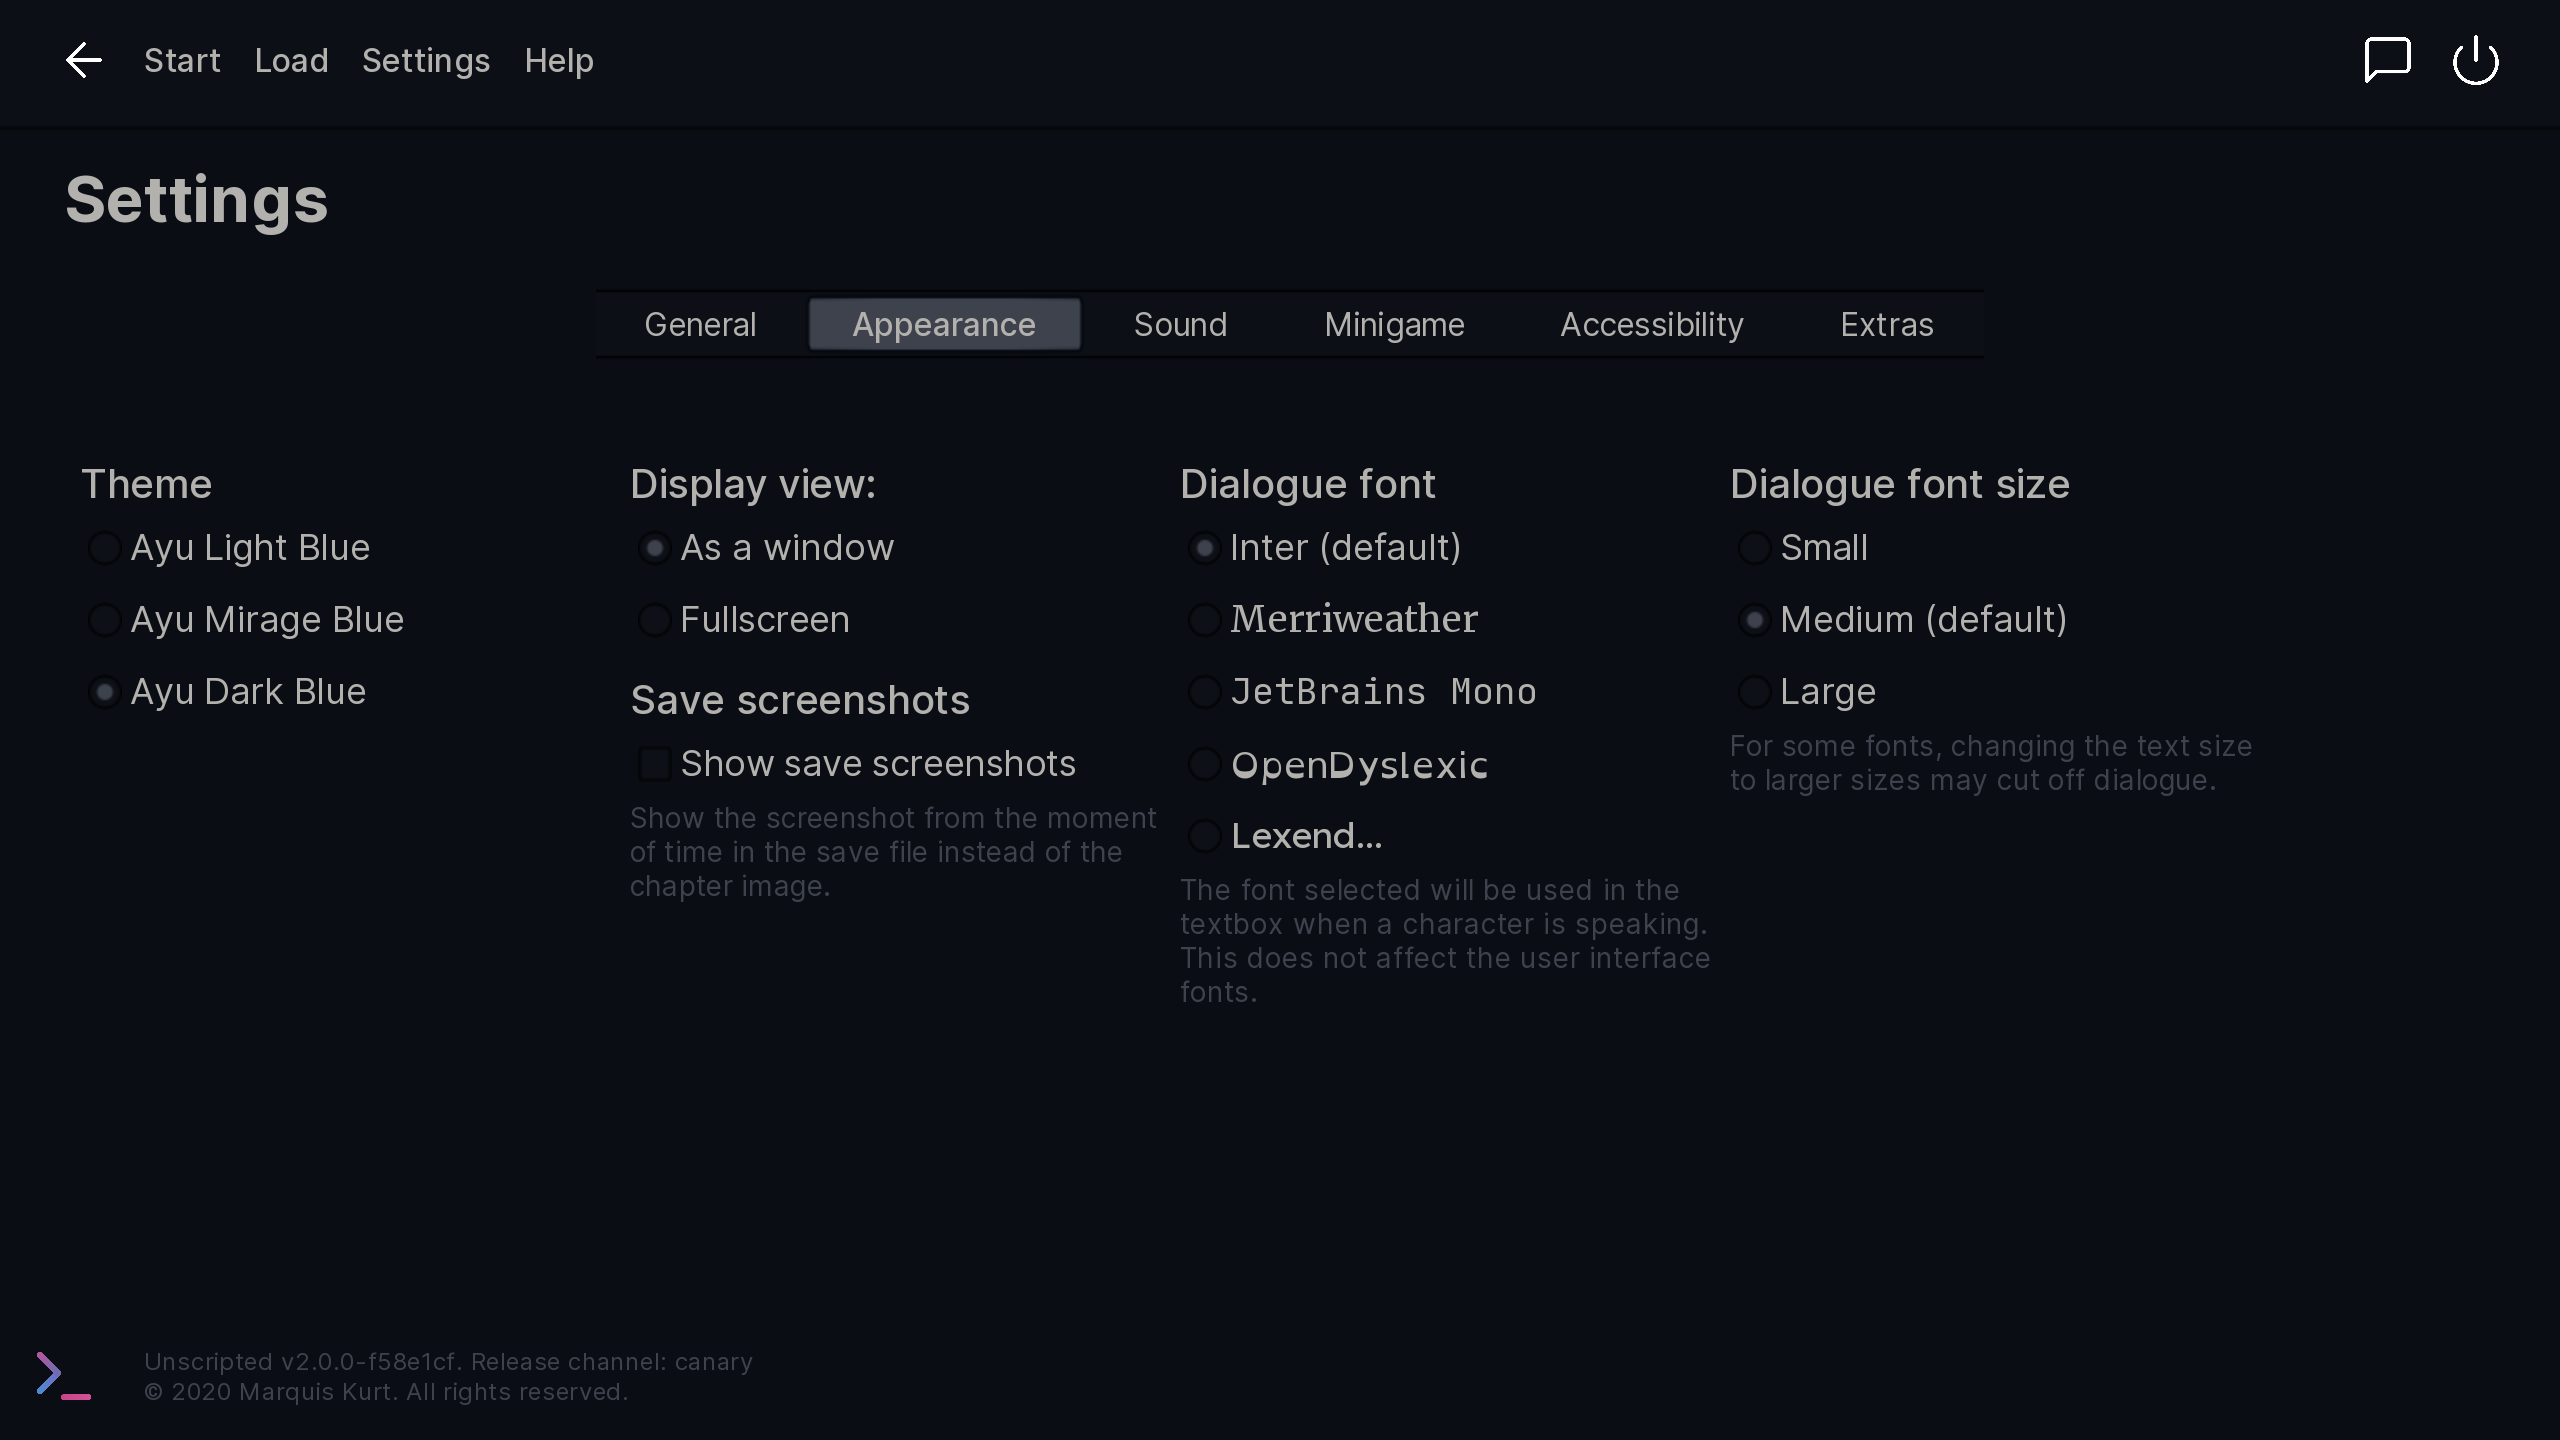 Start Load Settings Help
Settings
General Appearance Sound Minigame Accessibility Extras
Theme
Ayu Light Blue
Ayu Mirage Blue
Ayu Dark Blue
Display view:
As a window
Fullscreen
Save screenshots
Show save screenshots
Show the screenshot from the moment
of time in the save file instead of the
chapter image.
Dialogue font
Inter (default)
Merriweather
JetBrains Mono
OpenDyslexic
Lexend...
The font selected will be used in the
textbox when a character is speaking.
This does not affect the user interface
fonts.
Dialogue font size
Small
Medium (default)
Large
For some fonts, changing the text size
to larger sizes may cut off dialogue.
Unscripted v2.0.0-f58e1cf. Release channel: canary
© 2020 Marquis Kurt. All rights reserved.